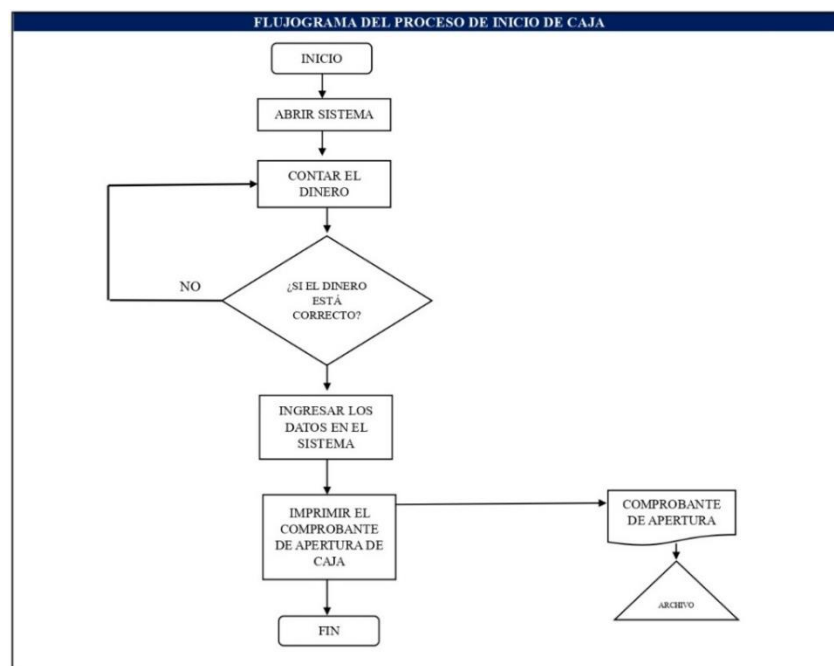 FLUJOGRAMA DEL PROCESO DE INICIO DE CAJA
INICIO
ABRIR SISTEMA
CONTAR EL
DINERO
NO
¿SI EL DINERO
ESTÁ
CORRECTO?
INGRESAR LOS
DATOS EN EL
SISTEMA
IMPRIMIR EL
COMPROBANTE
DE APERTURA DE
CAJA
COMPROBANTE
DE APERTURA
ARCHIVO
FIN